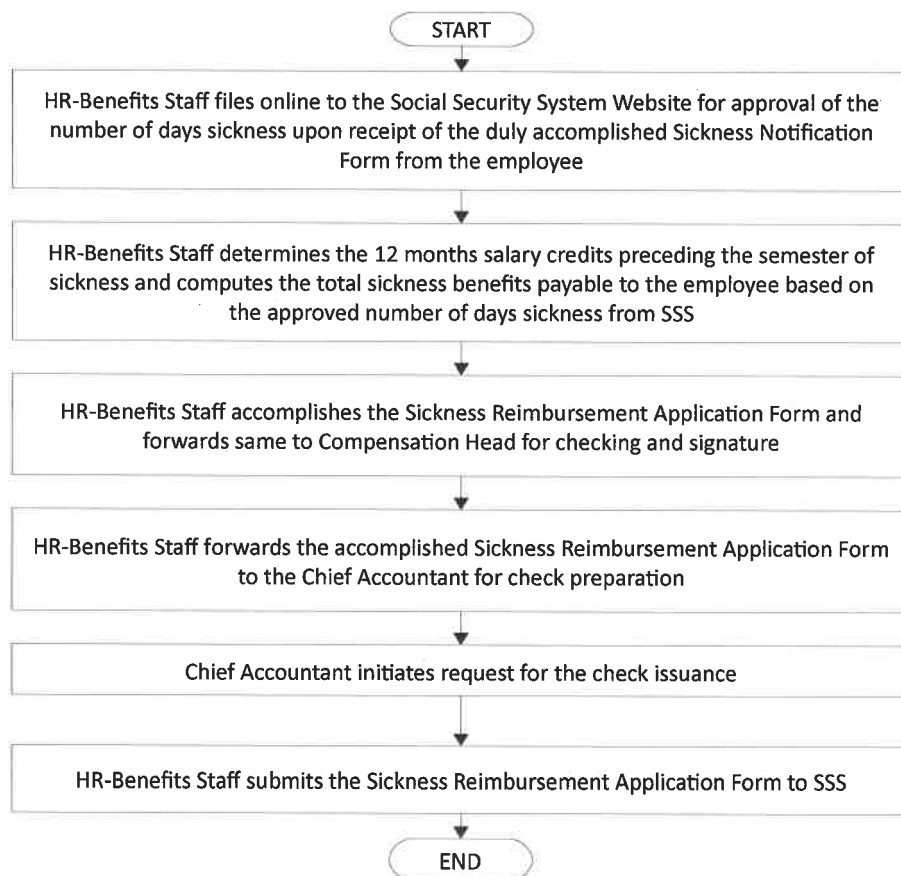 START
HR-Benefits Staff files online to the Social Security System Website for approval of the
number of days sickness upon receipt of the duly accomplished Sickness Notification
Form from the employee
HR-Benefits Staff determines the 12 months salary credits preceding the semester of
sickness and computes the total sickness benefits payable to the employee based on
the approved number of days sickness from SSS
HR-Benefits Staff accomplishes the Sickness Reimbursement Application Form and
forwards same to Compensation Head for checking and signature
HR-Benefits Staff forwards the accomplished Sickness Reimbursement Application Form
to the Chief Accountant for check preparation
Chief Accountant initiates request for the check issuance
HR-Benefits Staff submits the Sickness Reimbursement Application Form to SSS
END